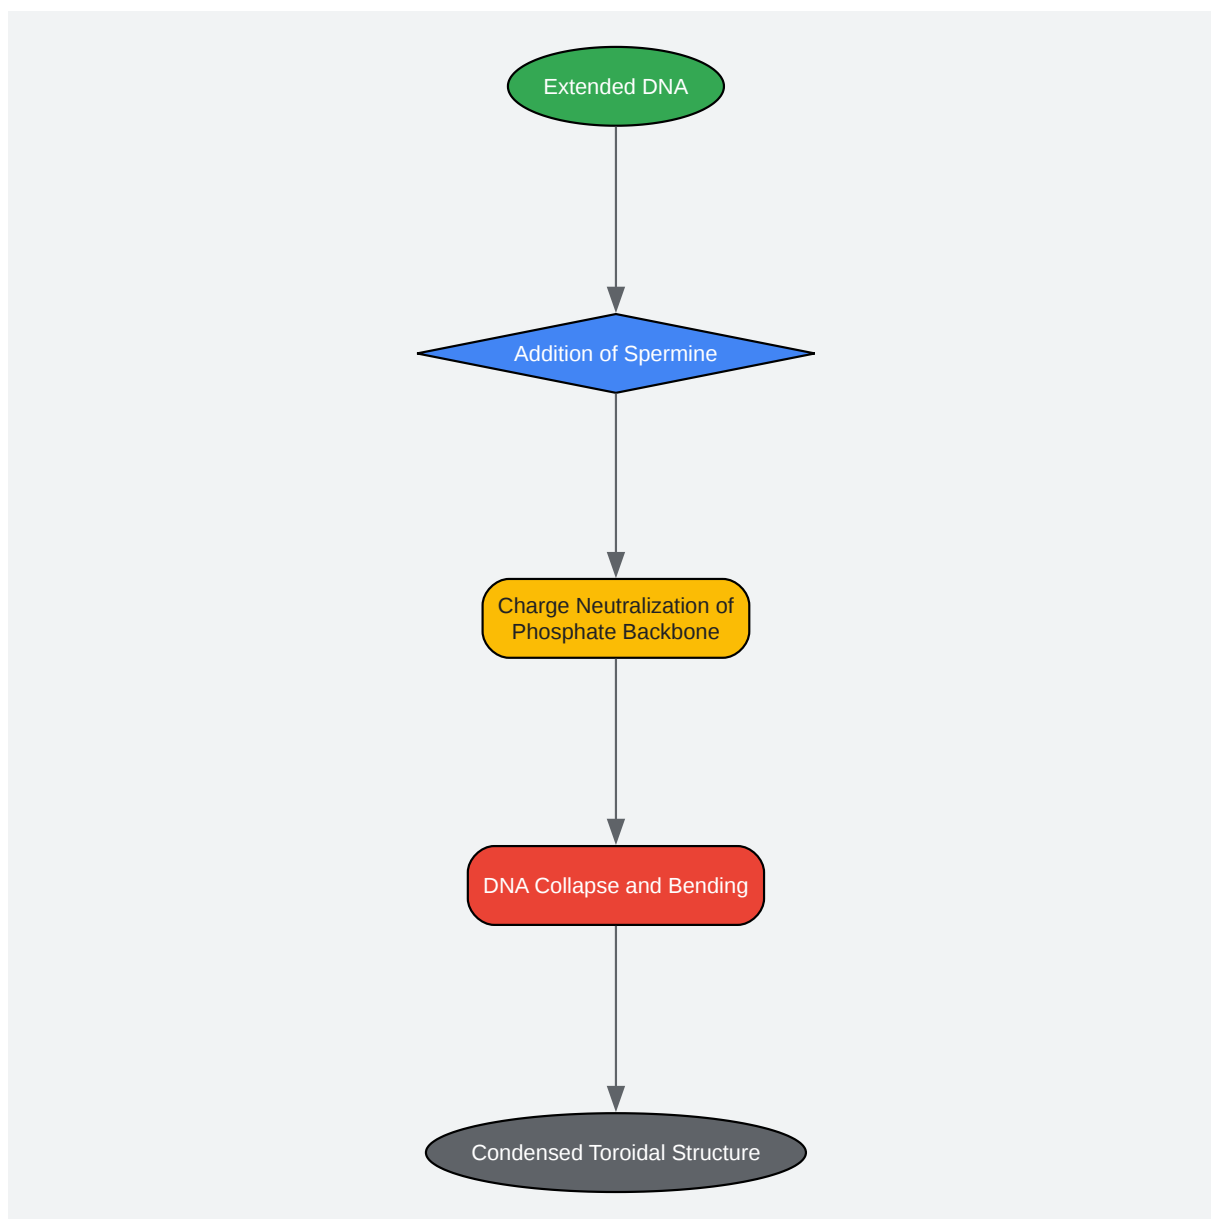 Extended DNA
Addition of Spermine
Charge Neutralization of
Phosphate Backbone
DNA Collapse and Bending
Condensed Toroidal Structure